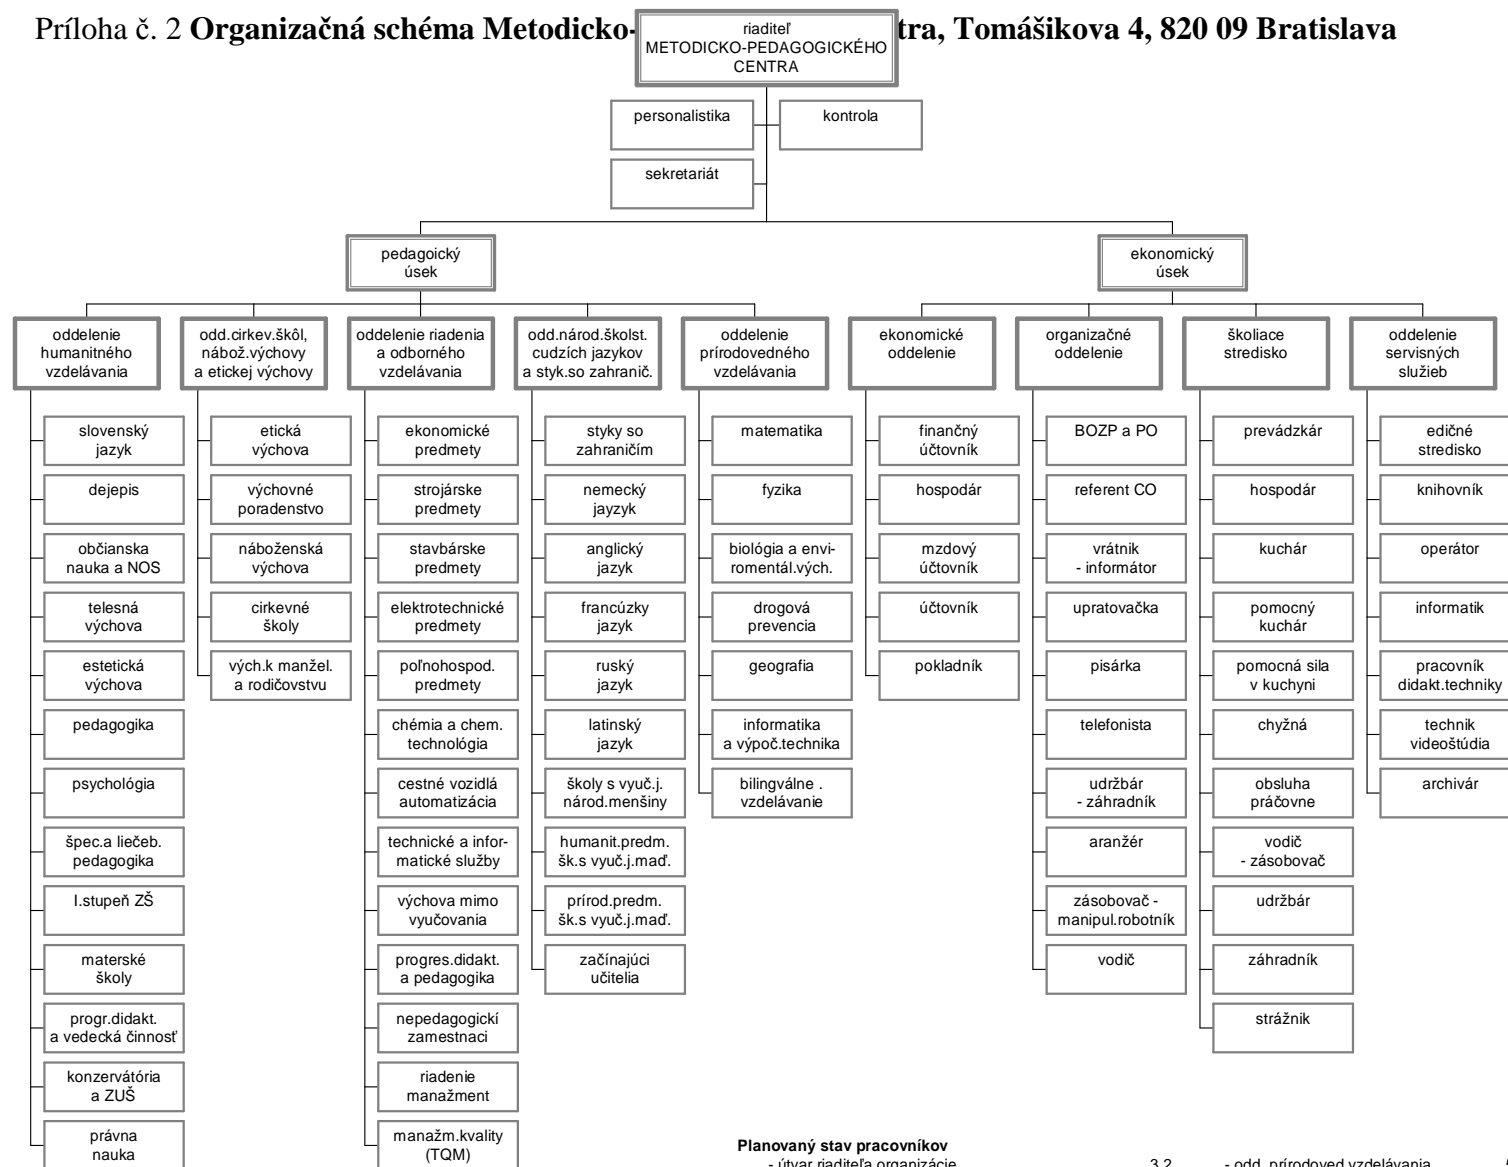 Príloha č. 2 Organizačná schéma Metodicko-
tra, Tomášikova 4, 820 09 Bratislava
riaditeľ
METODICKO-PEDAGOGICKÉHO
CENTRA
personalistika
kontrola
sekretariát
pedagoický
úsek
ekonomický
úsek
oddelenie
humanitného
vzdelávania
odd.cirkev.škôl,
nábož.výchovy
a etickej výchovy
oddelenie riadenia
a odborného
vzdelávania
odd.národ.školst.
cudzích jazykov
a styk.so zahranič.
oddelenie
prírodovedného
vzdelávania
ekonomické
oddelenie
organizačné
oddelenie
školiace
stredisko
oddelenie
servisných
služieb
slovenský
jazyk
dejepis
občianska
nauka a NOS
telesná
výchova
estetická
výchova
pedagogika
psychológia
špec.a liečeb.
pedagogika
I.stupeň ZŠ
materské
školy
progr.didakt.
a vedecká činnosť
konzervátória
a ZUŠ
právna
nauka
etická
výchova
výchovné
poradenstvo
náboženská
výchova
cirkevné
školy
vých.k manžel.
a rodičovstvu
ekonomické
predmety
strojárske
predmety
stavbárske
predmety
elektrotechnické
predmety
poľnohospod.
predmety
chémia a chem.
technológia
cestné vozidlá
automatizácia
technické a infor-
matické služby
výchova mimo
vyučovania
progres.didakt.
a pedagogika
nepedagogickí
zamestnaci
riadenie
manažment
manažm.kvality
(TQM)
styky so
zahraničím
nemecký
jayzyk
anglický
jazyk
francúzky
jazyk
ruský
jazyk
latinský
jazyk
školy s vyuč.j.
národ.menšiny
humanit.predm.
šk.s vyuč.j.maď.
prírod.predm.
šk.s vyuč.j.maď.
začínajúci
učitelia
matematika
fyzika
biológia a envi-
romentál.vých.
drogová
prevencia
geografia
informatika
a výpoč.technika
bilingválne .
vzdelávanie
finančný
účtovník
hospodár
mzdový
účtovník
účtovník
pokladník
BOZP a PO
referent CO
vrátnik
- informátor
upratovačka
pisárka
telefonista
udržbár
- záhradník
aranžér
zásobovač -
manipul.robotník
vodič
prevádzkár
hospodár
kuchár
pomocný
kuchár
pomocná sila
v kuchyni
chyžná
obsluha
práčovne
vodič
- zásobovač
udržbár
záhradník
strážnik
edičné
stredisko
knihovník
operátor
informatik
pracovník
didakt.techniky
technik
videoštúdia
archivár
Planovaný stav pracovníkov
- útvar riaditeľa organizácie 3,2 - odd. prírodoved.vzdelávania